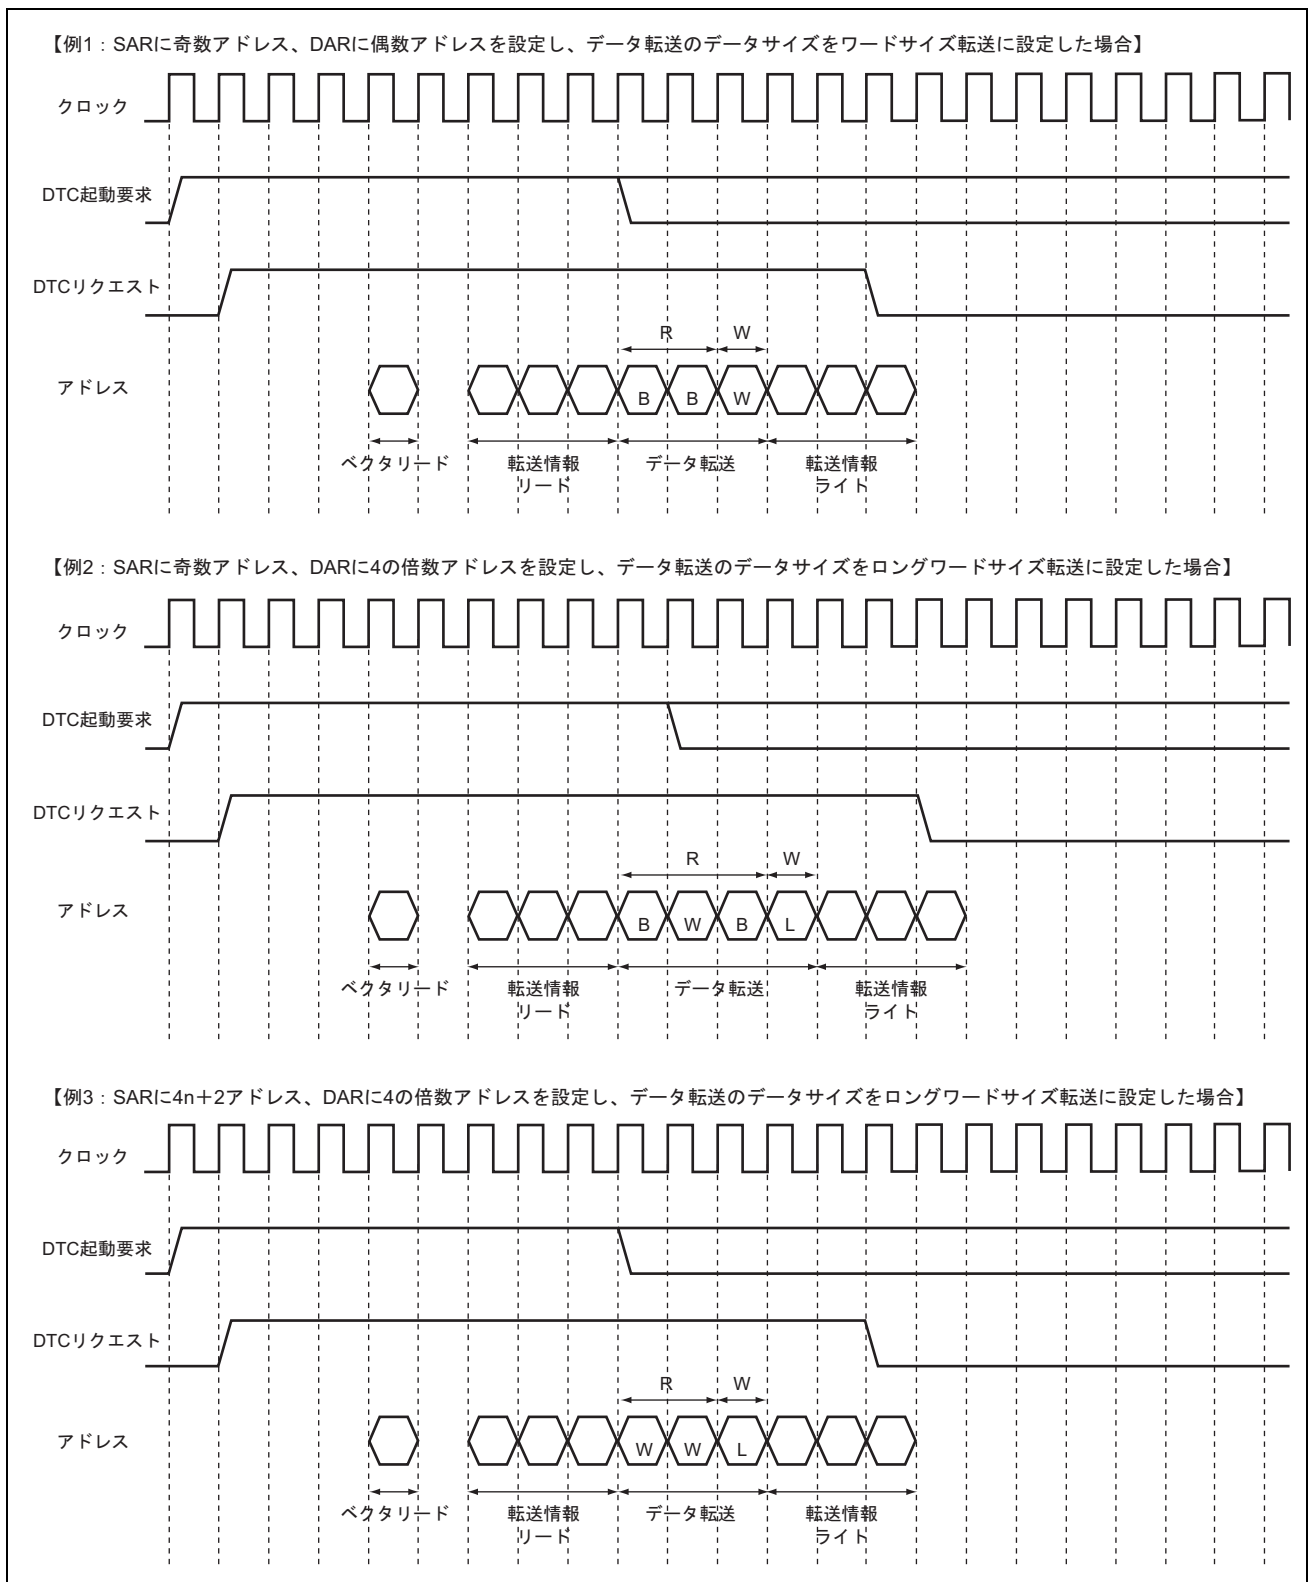 【例1：SARに奇数アドレス、DARに偶数アドレスを設定し、データ転送のデータサイズをワードサイズ転送に設定した場合】
クロック
DTC起動要求
DTCリクエスト
R W
アドレス
B B W
ベクタリード 転送情報 データ転送 転送情報
リード ライト
【例2：SARに奇数アドレス、DARに4の倍数アドレスを設定し、データ転送のデータサイズをロングワードサイズ転送に設定した場合】
クロック
DTC起動要求
DTCリクエスト
R W
アドレス
B W B L
ベクタリード 転送情報 データ転送 転送情報
リード ライト
【例3：SARに4n＋2アドレス、DARに4の倍数アドレスを設定し、データ転送のデータサイズをロングワードサイズ転送に設定した場合】
クロック
DTC起動要求
DTCリクエスト
R W
アドレス
W W L
ベクタリード 転送情報 データ転送 転送情報
リード ライト